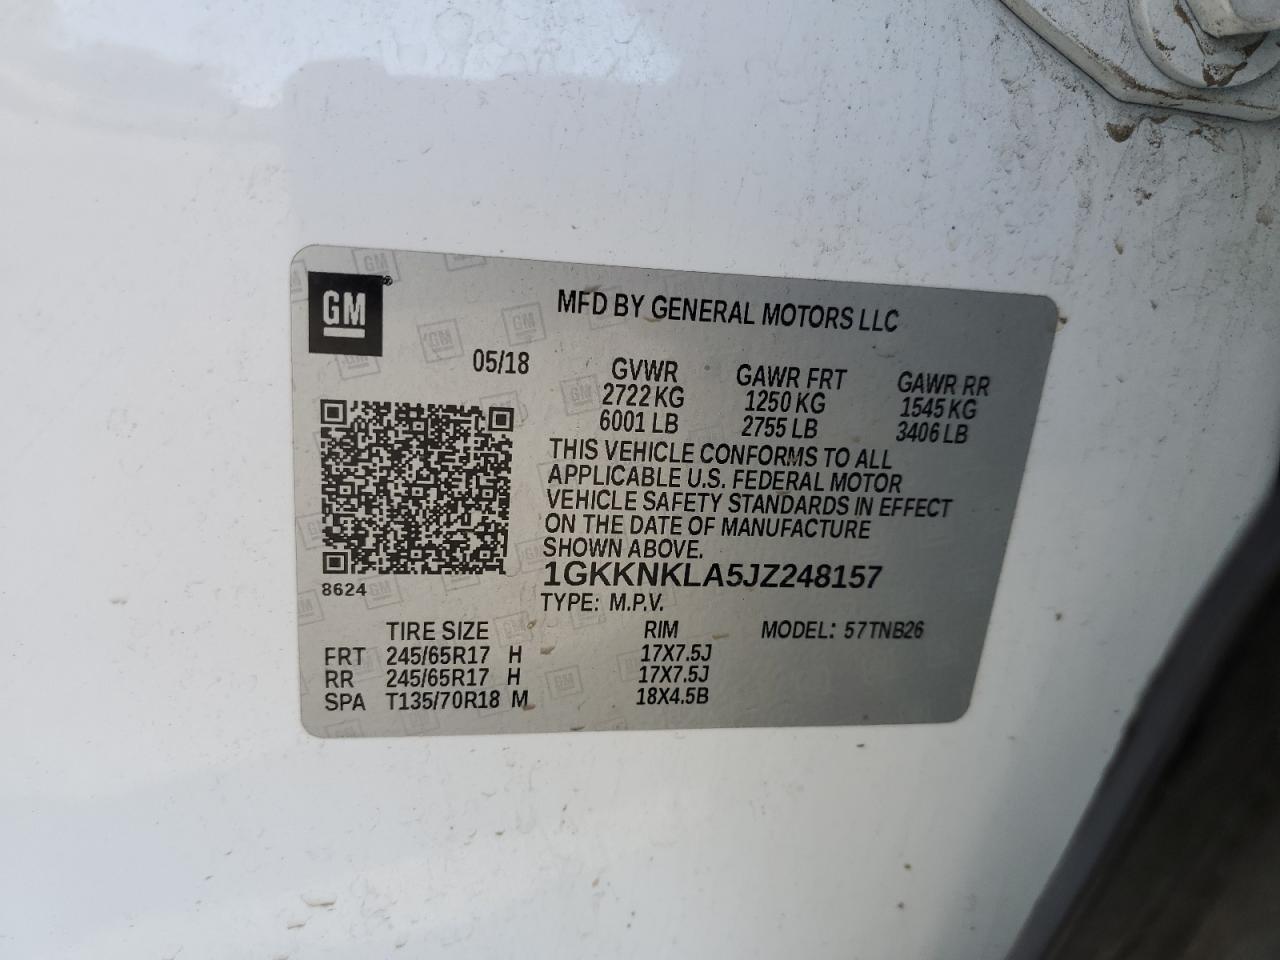 GM®
MFD BY GENERAL MOTORS LLC
05/18
GVWR GAWR FRT GAWR RR
2722 KG 1250 KG 1545 KG
6001 LB 2755 LB 3406 LB
THIS VEHICLE CONFORMS TO ALL
APPLICABLE U.S. FEDERAL MOTOR
VEHICLE SAFETY STANDARDS IN EFFECT
ON THE DATE OF MANUFACTURE
SHOWN ABOVE.
1GKKNKLA5JZ248157
8624
TYPE: M.P.V.
TIRE SIZE RIM MODEL: 57TNB26
FRT 245/65R17 H 17X7.5J
RR 245/65R17 H 17X7.5J
SPA T135/70R18 M 18X4.5B